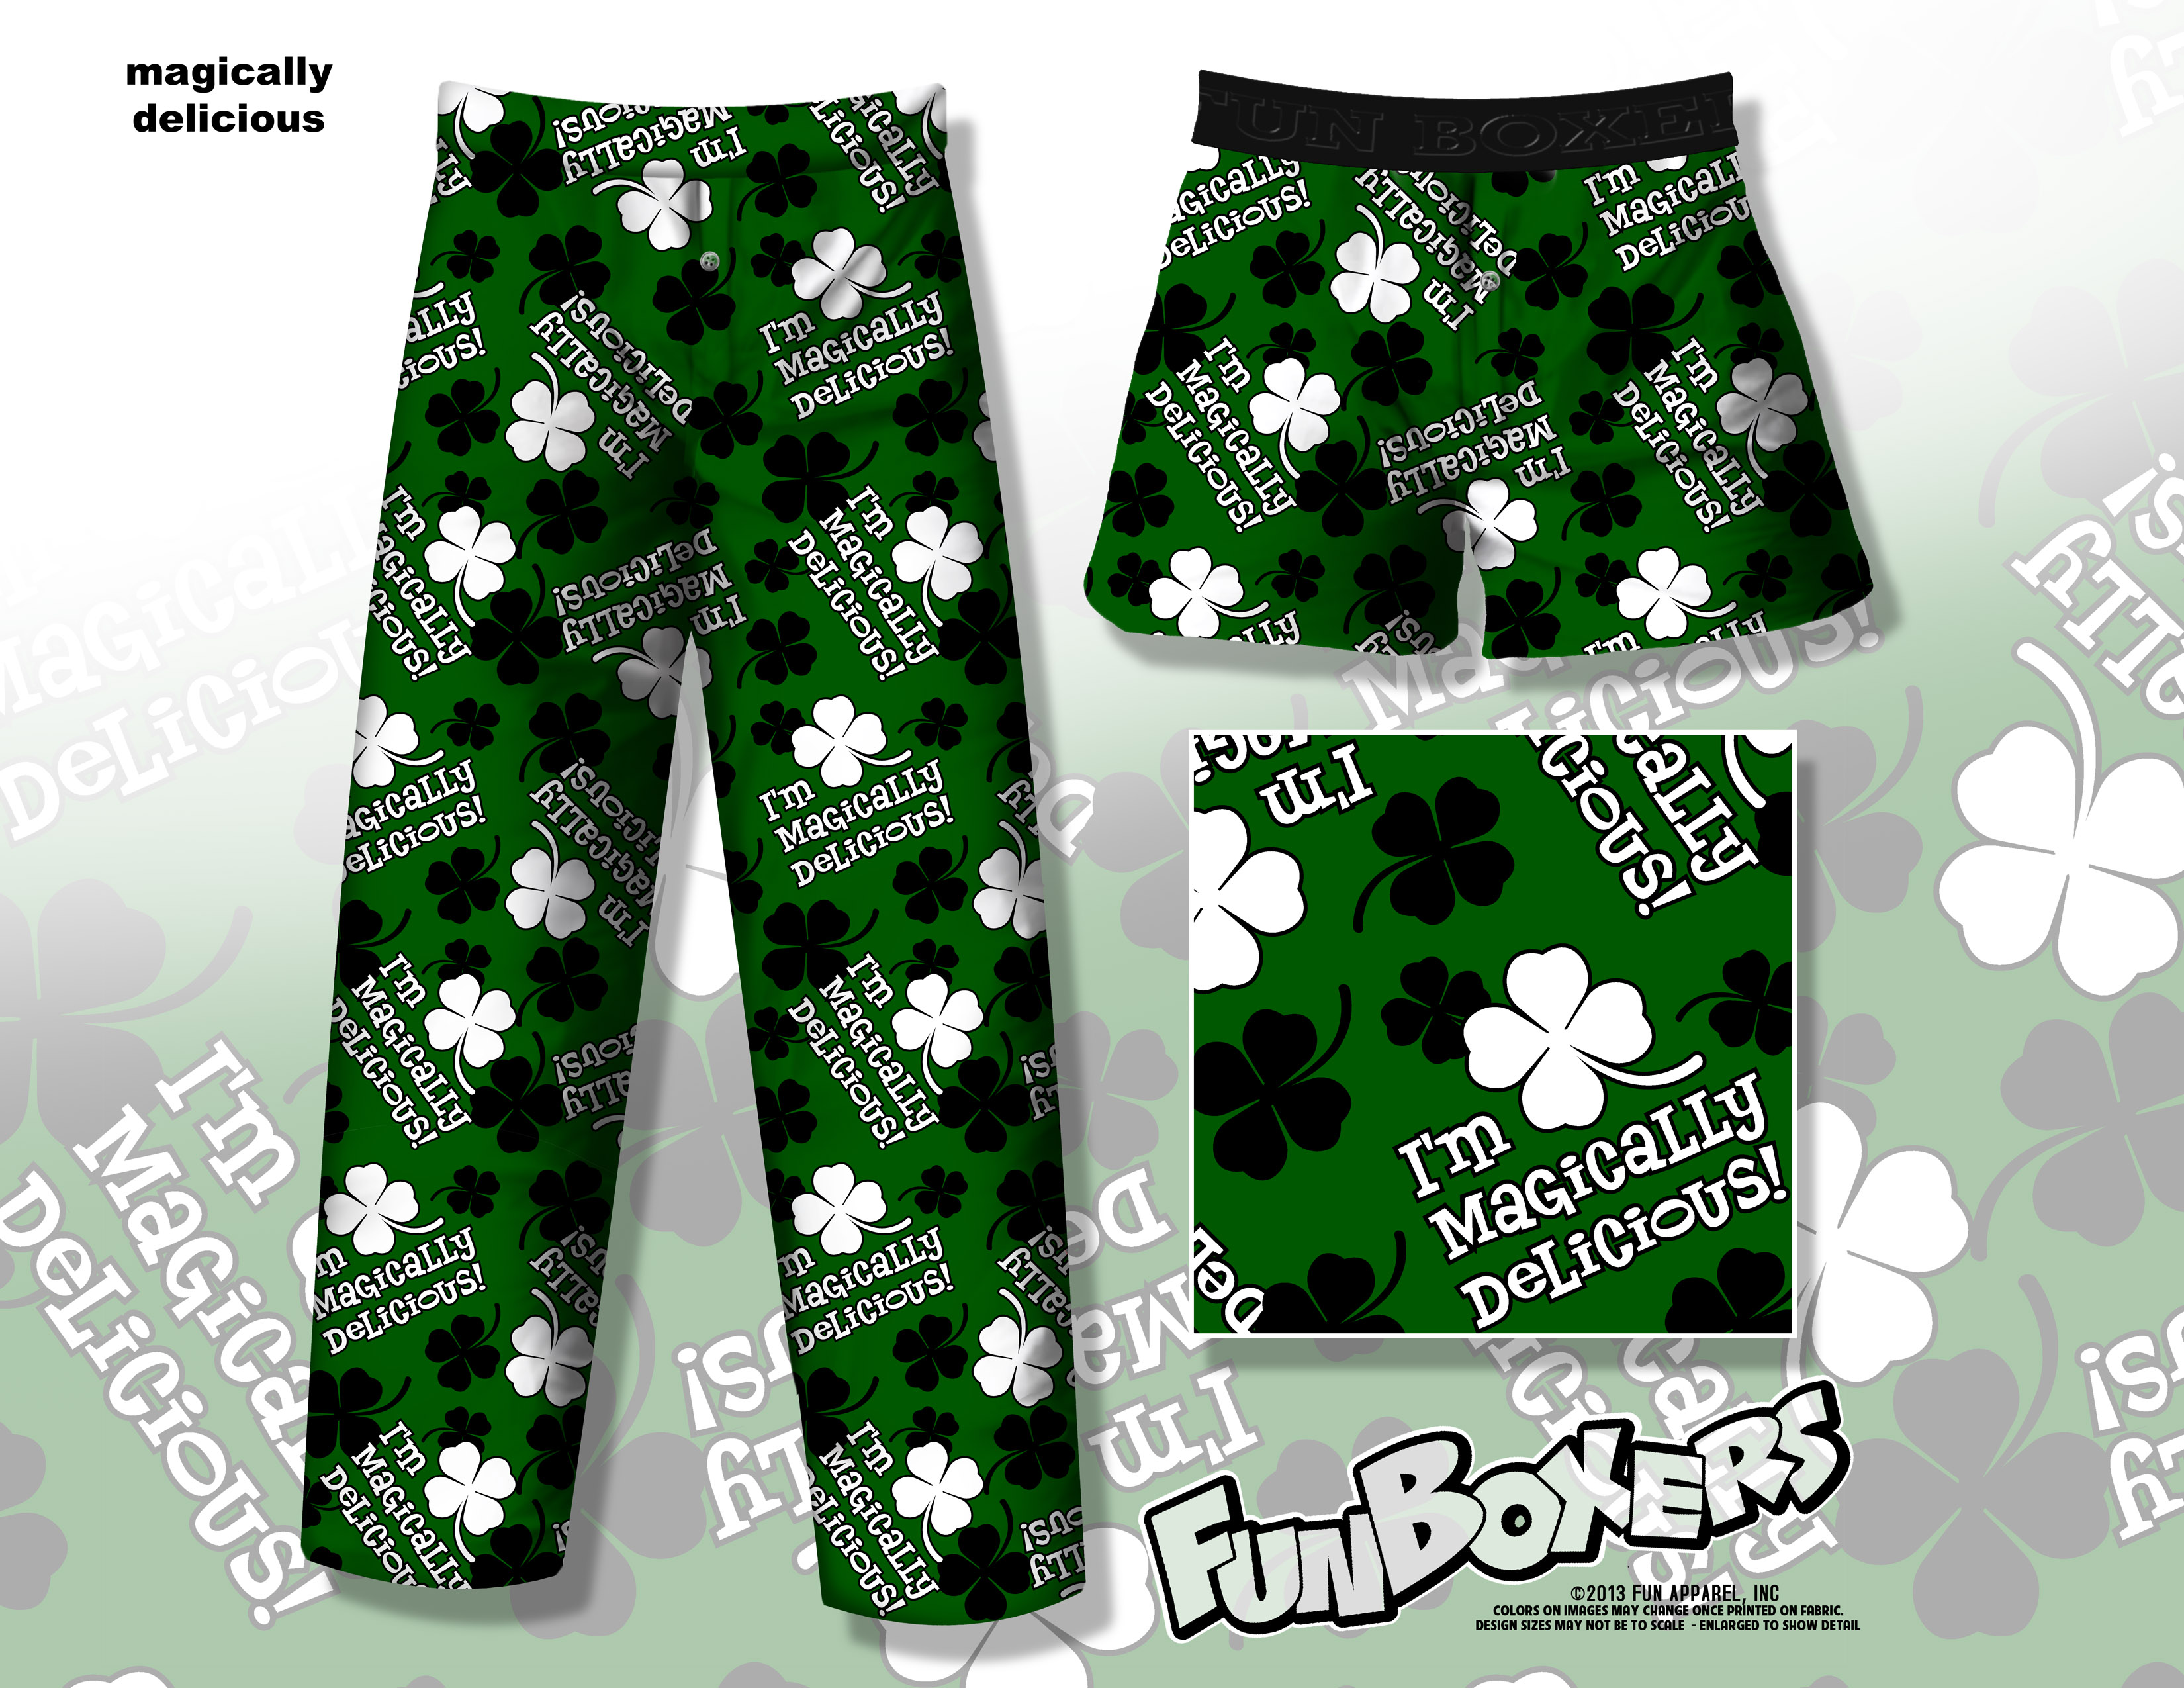 magically
delicious
FUN BOXER
I'm
MagicaLLy
DeLiCiOUS!
FUNBOXERS
©2013 FUN APPAREL, INC
COLORS ON IMAGES MAY CHANGE ONCE PRINTED ON FABRIC.
DESIGN SIZES MAY NOT BE TO SCALE - ENLARGED TO SHOW DETAIL